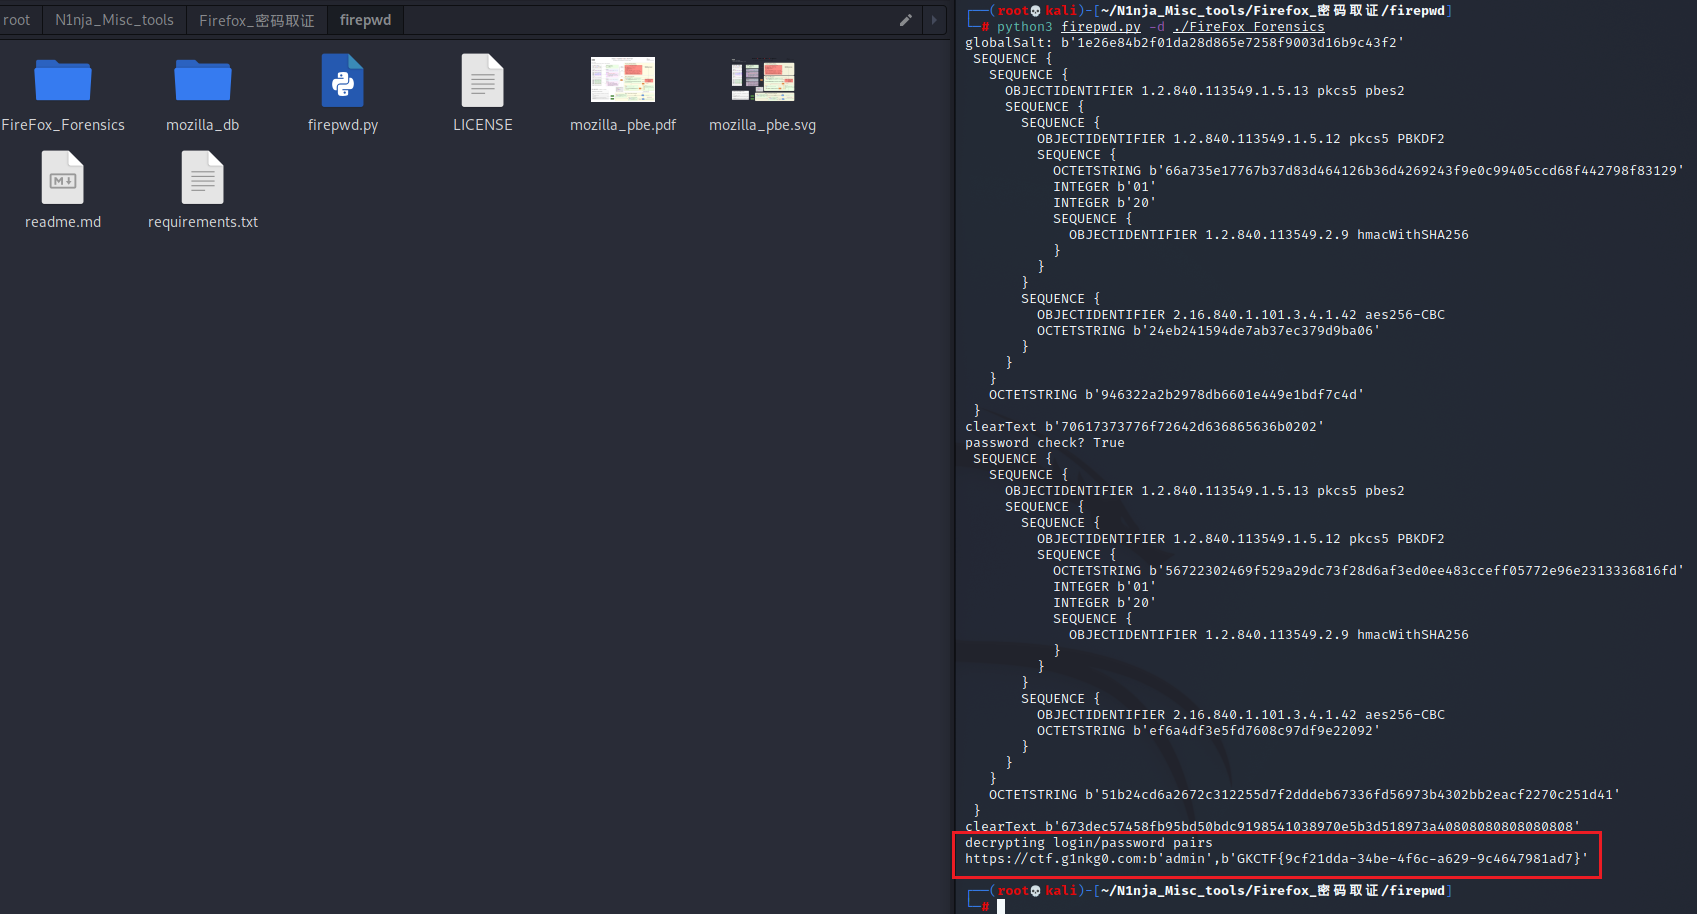 root N1nja_Misc_tools Firefox_密码取证 firepwd
FireFox_Forensics mozilla_db firepwd.py LICENSE mozilla_pbe.pdf mozilla_pbe.svg
readme.md requirements.txt
┌──(root💀kali)-[~/N1nja_Misc_tools/Firefox_密码取证/firepwd]
└─# python3 firepwd.py -d ./FireFox_Forensics
globalSalt: b'1e26e84b2f01da28d865e7258f9003d16b9c43f2'
SEQUENCE {
SEQUENCE {
OBJECTIDENTIFIER 1.2.840.113549.1.5.13 pkcs5 pbes2
SEQUENCE {
SEQUENCE {
OBJECTIDENTIFIER 1.2.840.113549.1.5.12 pkcs5 PBKDF2
SEQUENCE {
OCTETSTRING b'66a735e17767b37d83d464126b36d4269243f9e0c99405ccd68f442798f83129'
INTEGER b'01'
INTEGER b'20'
SEQUENCE {
OBJECTIDENTIFIER 1.2.840.113549.2.9 hmacWithSHA256
}
}
}
SEQUENCE {
OBJECTIDENTIFIER 2.16.840.1.101.3.4.1.42 aes256-CBC
OCTETSTRING b'24eb241594de7ab37ec379d9ba06'
}
}
}
OCTETSTRING b'946322a2b2978db6601e449e1bdf7c4d'
}
clearText b'70617373776f72642d636865636b0202'
password check? True
SEQUENCE {
SEQUENCE {
OBJECTIDENTIFIER 1.2.840.113549.1.5.13 pkcs5 pbes2
SEQUENCE {
SEQUENCE {
OBJECTIDENTIFIER 1.2.840.113549.1.5.12 pkcs5 PBKDF2
SEQUENCE {
OCTETSTRING b'56722302469f529a29dc73f28d6af3ed0ee483cceff05772e96e2313336816fd'
INTEGER b'01'
INTEGER b'20'
SEQUENCE {
OBJECTIDENTIFIER 1.2.840.113549.2.9 hmacWithSHA256
}
}
}
SEQUENCE {
OBJECTIDENTIFIER 2.16.840.1.101.3.4.1.42 aes256-CBC
OCTETSTRING b'ef6a4df3e5fd7608c97df9e22092'
}
}
}
OCTETSTRING b'51b24cd6a2672c312255d7f2dddeb67336fd56973b4302bb2eacf2270c251d41'
}
clearText b'673dec57458fb95bd50bdc9198541038970e5b3d518973a40808080808080808'
decrypting login/password pairs
https://ctf.g1nkg0.com:b'admin',b'GKCTF{9cf21dda-34be-4f6c-a629-9c4647981ad7}'
┌──(root💀kali)-[~/N1nja_Misc_tools/Firefox_密码取证/firepwd]
└─#